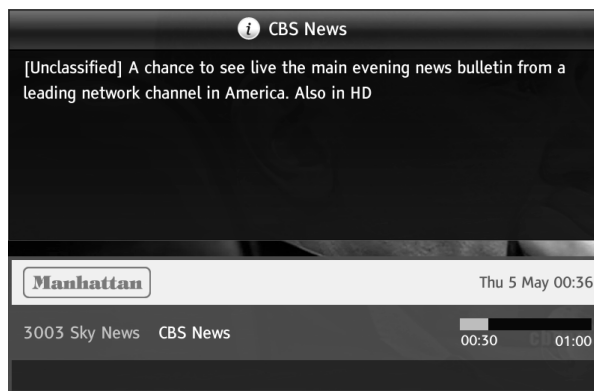 i CBS News
[Unclassified] A chance to see live the main evening news bulletin from a
leading network channel in America. Also in HD
Manhattan
Thu 5 May 00:36
3003 Sky News CBS News
00:30 01:00